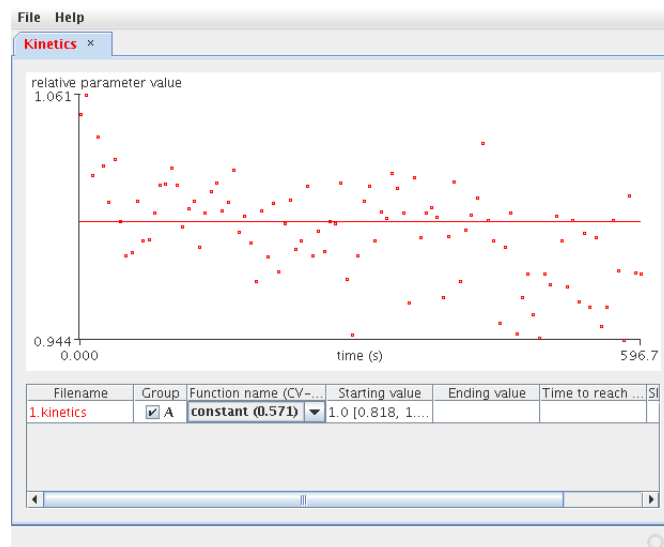 File Help
Kinetics ×
relative parameter value
1.061
0.944
0.000 time (s) 596.7
Filename Group Function name (CV-... Starting value Ending value Time to reach ... Sl
1.kinetics A constant (0.571) 1.0 [0.818, 1....